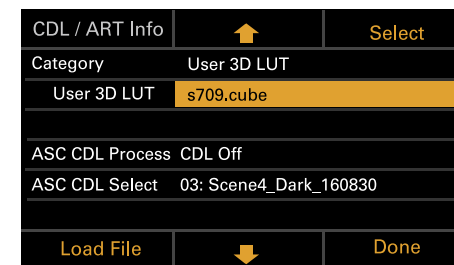 CDL / ART Info Select
Category User 3D LUT
User 3D LUT s709.cube
ASC CDL Process CDL Off
ASC CDL Select 03: Scene4_Dark_160830
Load File Done